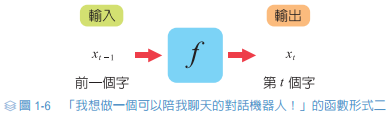 輸入 輸出
xₜ₋₁ f xₜ
前一個字 第 t 個字
圖 1-6 「我想做一個可以陪我聊天的對話機器人！」的函數形式二